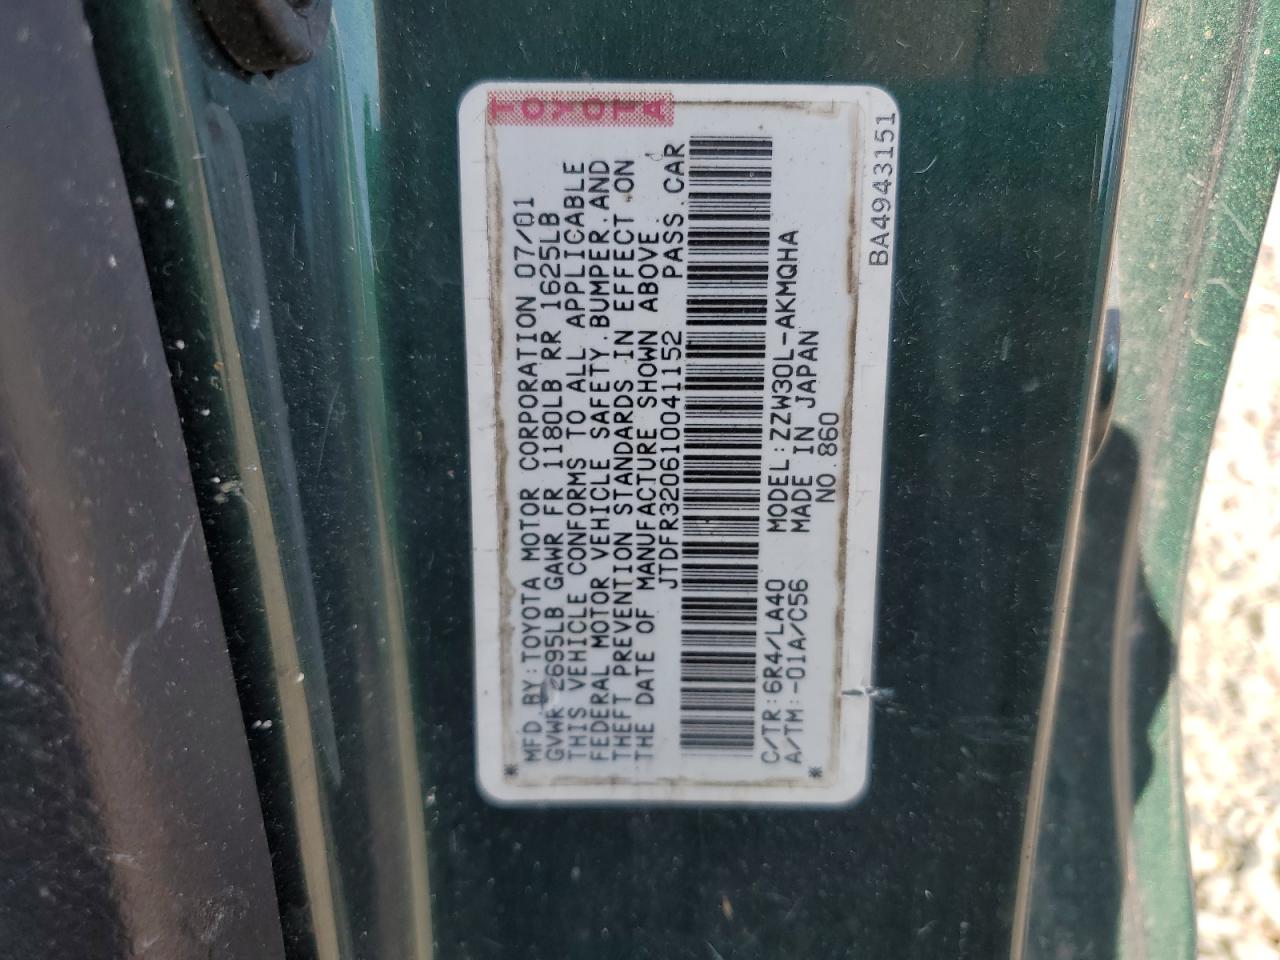 TOYOTA
MFD. BY: TOYOTA MOTOR CORPORATION 07/01
GVWR 2695LB GAWR FR 1180LB RR 1625LB
THIS VEHICLE CONFORMS TO ALL APPLICABLE
FEDERAL MOTOR VEHICLE SAFETY. BUMPER. AND
THEFT PREVENTION STANDARDS IN EFFECT ON
THE DATE OF MANUFACTURE SHOWN ABOVE.
JTDFR320610041152 PASS. CAR
C/TR: 6R4/LA40 MODEL: ZZW30L-AKMQHA
A/TM: -01A/C56 MADE IN JAPAN
NO. 860
BA4943151